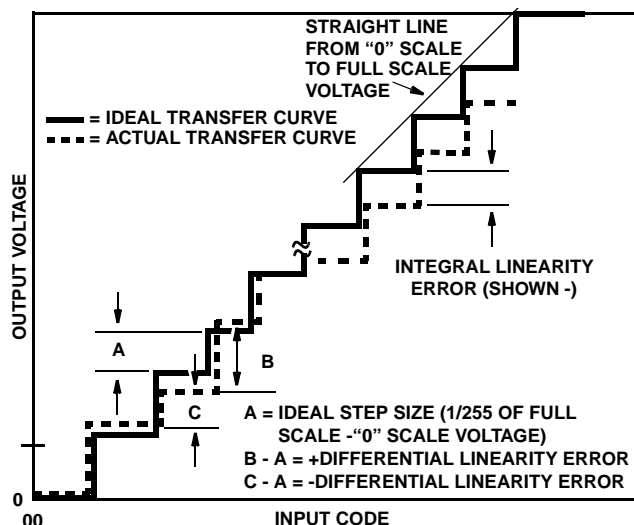 STRAIGHT LINE
FROM “0” SCALE
TO FULL SCALE
VOLTAGE
= IDEAL TRANSFER CURVE
= ACTUAL TRANSFER CURVE
OUTPUT VOLTAGE
INTEGRAL LINEARITY
ERROR (SHOWN -)
A
B
C
A = IDEAL STEP SIZE (1/255 OF FULL
SCALE -“0” SCALE VOLTAGE)
B - A = +DIFFERENTIAL LINEARITY ERROR
C - A = -DIFFERENTIAL LINEARITY ERROR
0
00
INPUT CODE